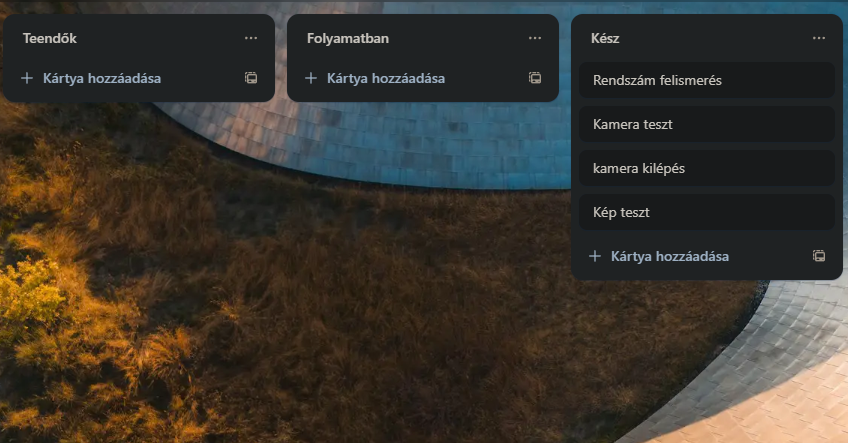 Teendők
Kártya hozzáadása
Folyamatban
Kártya hozzáadása
Kész
Rendszám felismerés
Kamera teszt
kamera kilépés
Kép teszt
Kártya hozzáadása